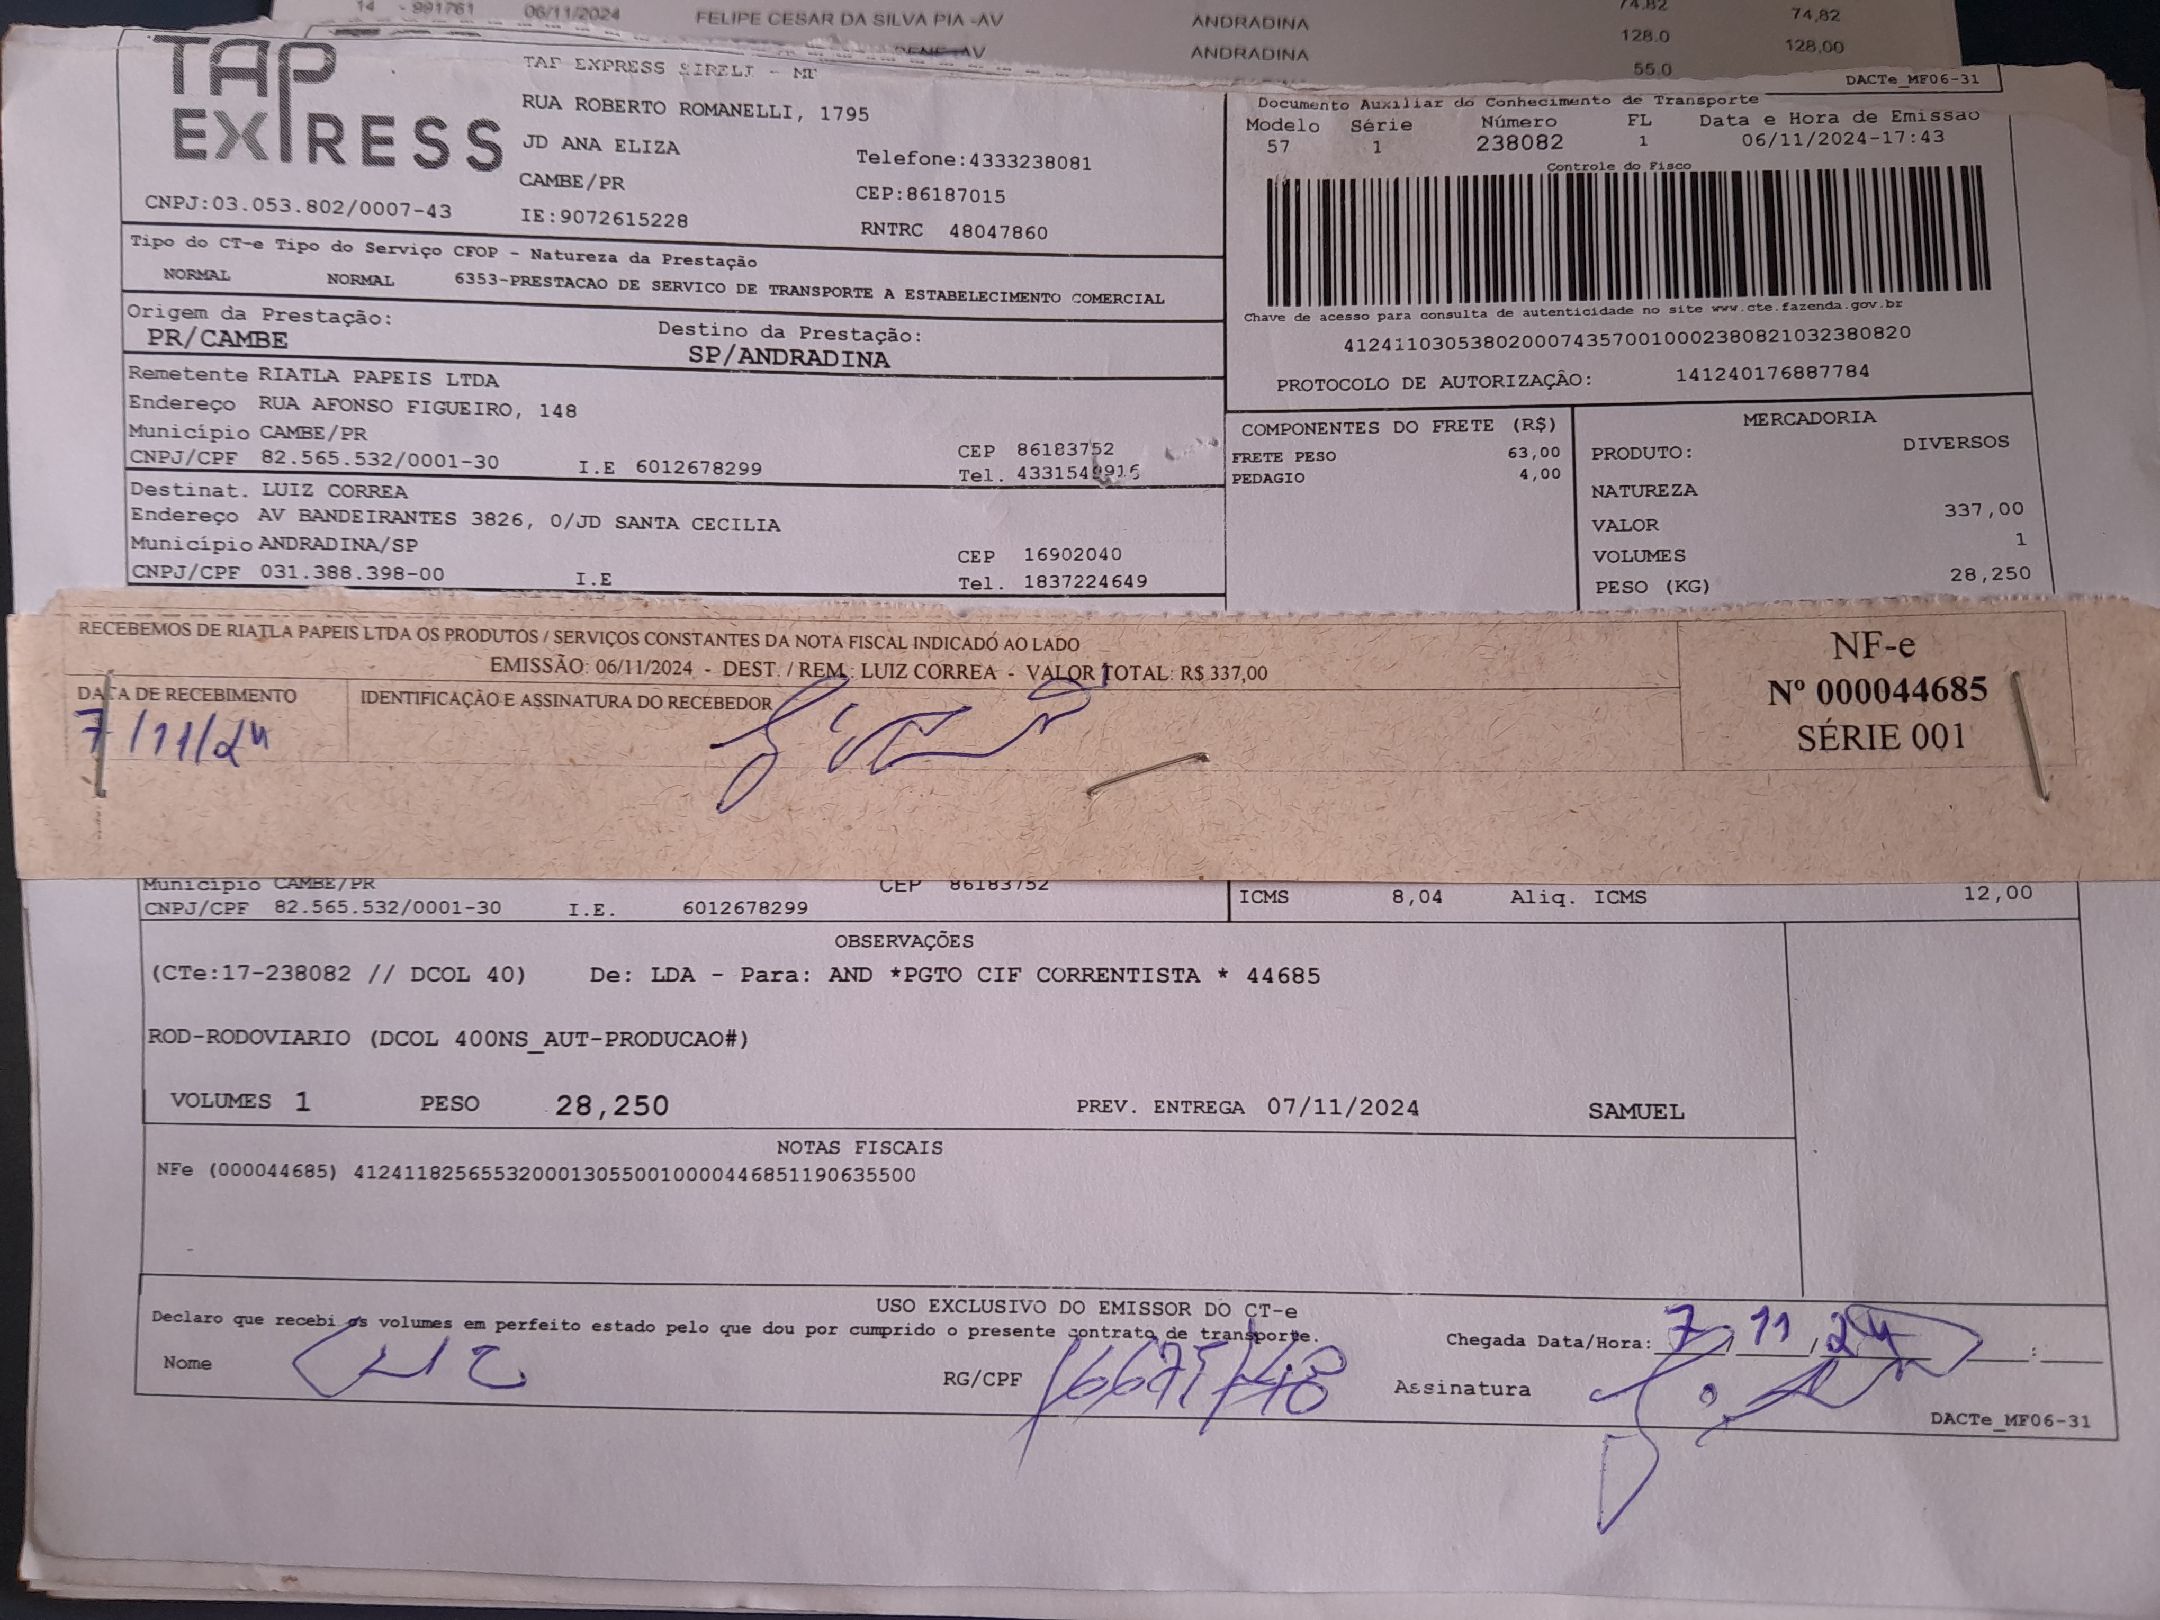 14 - 991761 06/11/2024 FELIPE CESAR DA SILVA PIA -AV ANDRADINA 74,82 74,82
AV ANDRADINA 128.0 128,00
55.0
DACTe_MF06-31
TAP EXPRESS
TAP EXPRESS EIRELI - ME
RUA ROBERTO ROMANELLI, 1795
JD ANA ELIZA Telefone:4333238081
CAMBE/PR CEP:86187015
CNPJ:03.053.802/0007-43 IE:9072615228 RNTRC 48047860
Documento Auxiliar do Conhecimento de Transporte
Modelo Série Número FL Data e Hora de Emissão
57 1 238082 1 06/11/2024-17:43
Controle do Fisco
Chave de acesso para consulta de autenticidade no site www.cte.fazenda.gov.br
41241103053802000743570010002380821032380820
PROTOCOLO DE AUTORIZAÇÃO: 141240176887784
Tipo do CT-e Tipo do Serviço CFOP - Natureza da Prestação
NORMAL NORMAL 6353-PRESTACAO DE SERVICO DE TRANSPORTE A ESTABELECIMENTO COMERCIAL
Origem da Prestação: Destino da Prestação:
PR/CAMBE SP/ANDRADINA
Remetente RIATLA PAPEIS LTDA
Endereço RUA AFONSO FIGUEIRO, 148
Município CAMBE/PR CEP 86183752
CNPJ/CPF 82.565.532/0001-30 I.E 6012678299 Tel.
Destinat. LUIZ CORREA
Endereço AV BANDEIRANTES 3826, 0/JD SANTA CECILIA
Município ANDRADINA/SP CEP 16902040
CNPJ/CPF 031.388.398-00 I.E Tel. 1837224649
COMPONENTES DO FRETE (R$)
FRETE PESO 63,00
PEDAGIO 4,00
MERCADORIA
PRODUTO: DIVERSOS
NATUREZA
VALOR 337,00
VOLUMES 1
PESO (KG) 28,250
RECEBEMOS DE RIATLA PAPEIS LTDA OS PRODUTOS / SERVIÇOS CONSTANTES DA NOTA FISCAL INDICADO AO LADO
EMISSÃO: 06/11/2024 - DEST. / REM.: LUIZ CORREA - VALOR TOTAL: R$ 337,00
DATA DE RECEBIMENTO IDENTIFICAÇÃO E ASSINATURA DO RECEBEDOR
7/11/24
NF-e
Nº 000044685
SÉRIE 001
Município CAMBE/PR CEP 86183752
CNPJ/CPF 82.565.532/0001-30 I.E. 6012678299
ICMS 8,04 Aliq. ICMS 12,00
OBSERVAÇÕES
(CTe:17-238082 // DCOL 40) De: LDA - Para: AND *PGTO CIF CORRENTISTA * 44685
ROD-RODOVIARIO (DCOL 400NS_AUT-PRODUCAO#)
VOLUMES 1 PESO 28,250 PREV. ENTREGA 07/11/2024 SAMUEL
NOTAS FISCAIS
NFe (000044685) 41241182565532000130550010000446851190635500
USO EXCLUSIVO DO EMISSOR DO CT-e
Declaro que recebi os volumes em perfeito estado pelo que dou por cumprido o presente contrato de transporte.
Chegada Data/Hora: 7/11/24 :
Nome RG/CPF Assinatura
DACTe_MF06-31